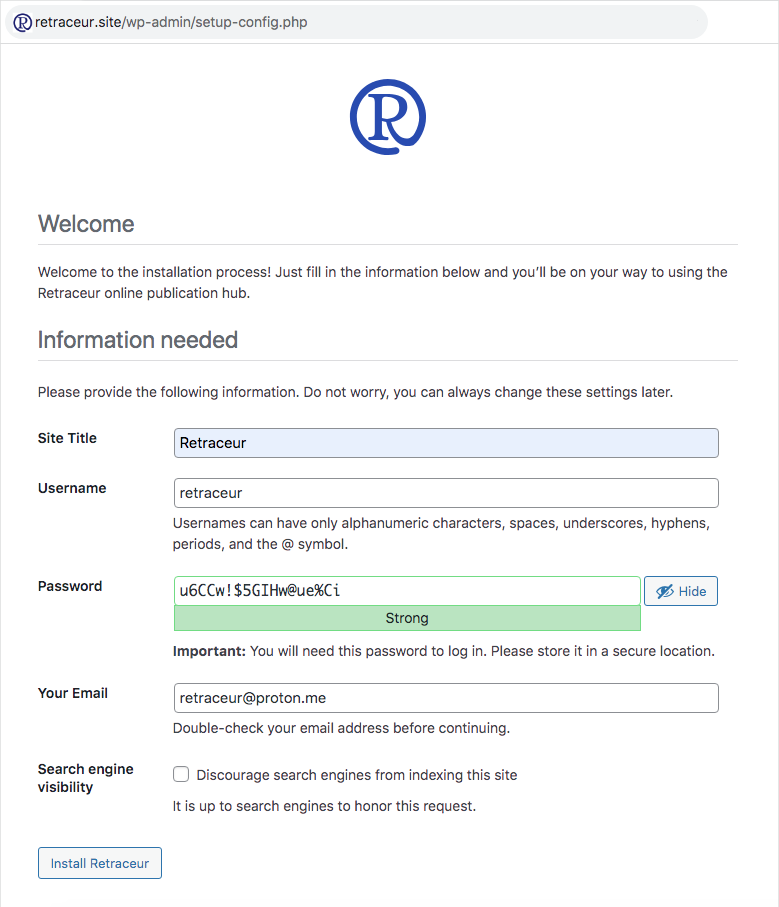 retraceur.site/wp-admin/setup-config.php
R
Welcome
Welcome to the installation process! Just fill in the information below and you’ll be on your way to using the
Retraceur online publication hub.
Information needed
Please provide the following information. Do not worry, you can always change these settings later.
Site Title
Retraceur
Username
retraceur
Usernames can have only alphanumeric characters, spaces, underscores, hyphens,
periods, and the @ symbol.
Password
u6CCw!$5GIHw@ue%Ci
Hide
Strong
Important: You will need this password to log in. Please store it in a secure location.
Your Email
retraceur@proton.me
Double-check your email address before continuing.
Search engine
visibility
Discourage search engines from indexing this site
It is up to search engines to honor this request.
Install Retraceur